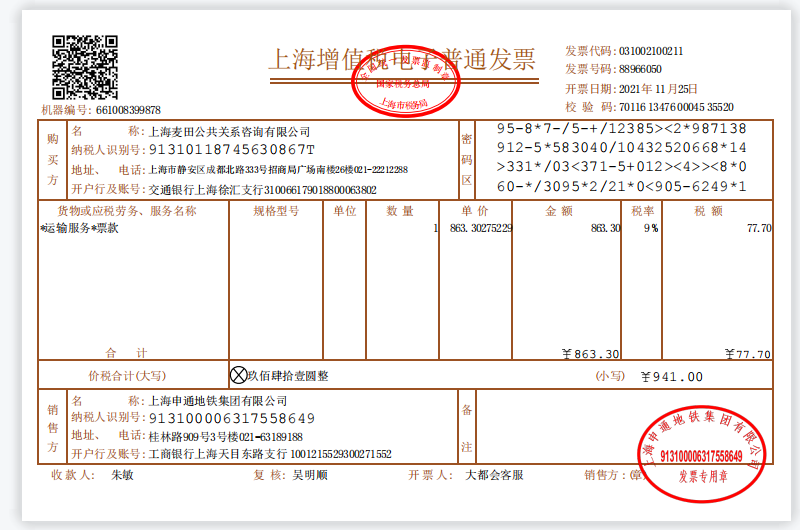 上海增值税电子普通发票
国家税务总局
上海市税务局
机器编号: 661008399878
发票代码: 031002100211
发票号码: 88966050
开票日期: 2021年 11 月25日
校 验 码: 70116 13476 00045 35520
购买方
名 称: 上海麦田公共关系咨询有限公司
纳税人识别号: 91310118745630867T
地址、 电话: 上海市静安区成都北路333号招商局广场南楼26楼021-22212288
开户行及账号: 交通银行上海徐汇支行310066179018800063802
密码区
95-8*7-/5-+/12385><2*987138
912-5*583040/10432520668*14
>331*/03<371-5+012><4>><8*0
60-*/3095*2/21*0<905-6249*1
货物或应税劳务、服务名称 规格型号 单位 数 量 单 价 金 额 税率 税 额
*运输服务*票款 1 863.30275229 863.30 9% 77.70
合 计 ￥863.30 ￥77.70
价税合计(大写) 玖佰肆拾壹圆整 (小写) ￥941.00
销售方
名 称: 上海申通地铁集团有限公司
纳税人识别号: 913100006317558649
地址、 电话: 桂林路909号3号楼021-63189188
开户行及账号: 工商银行上海天目东路支行1001215529300271552
备注
收 款 人: 朱敏 复 核: 吴明顺 开 票 人: 大都会客服 销售方: (章)
上海申通地铁集团有限公司
913100006317558649
发票专用章